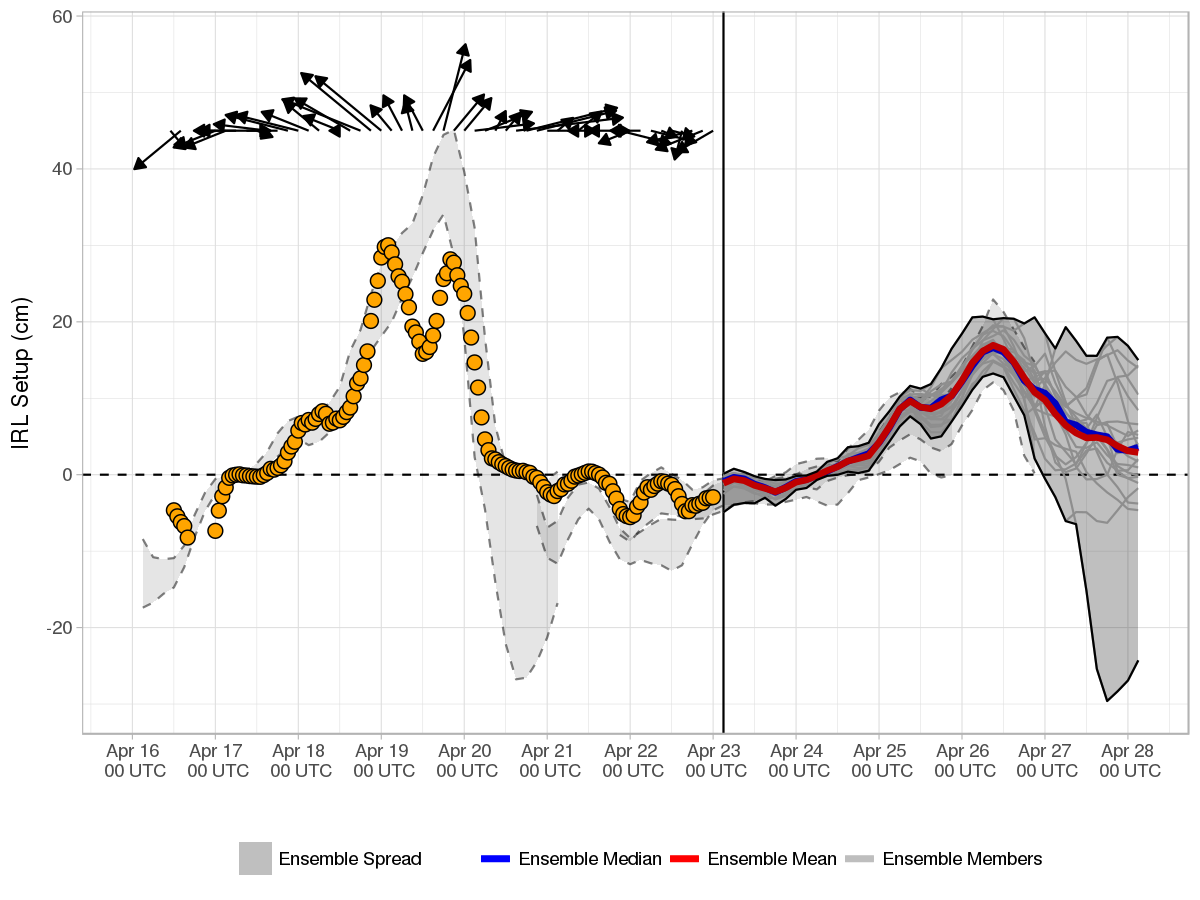 60
40
20
0
-20
IRL Setup (cm)
Apr 16 Apr 17 Apr 18 Apr 19 Apr 20 Apr 21 Apr 22 Apr 23 Apr 24 Apr 25 Apr 26 Apr 27 Apr 28
00 UTC 00 UTC 00 UTC 00 UTC 00 UTC 00 UTC 00 UTC 00 UTC 00 UTC 00 UTC 00 UTC 00 UTC 00 UTC
Ensemble Spread Ensemble Median Ensemble Mean Ensemble Members